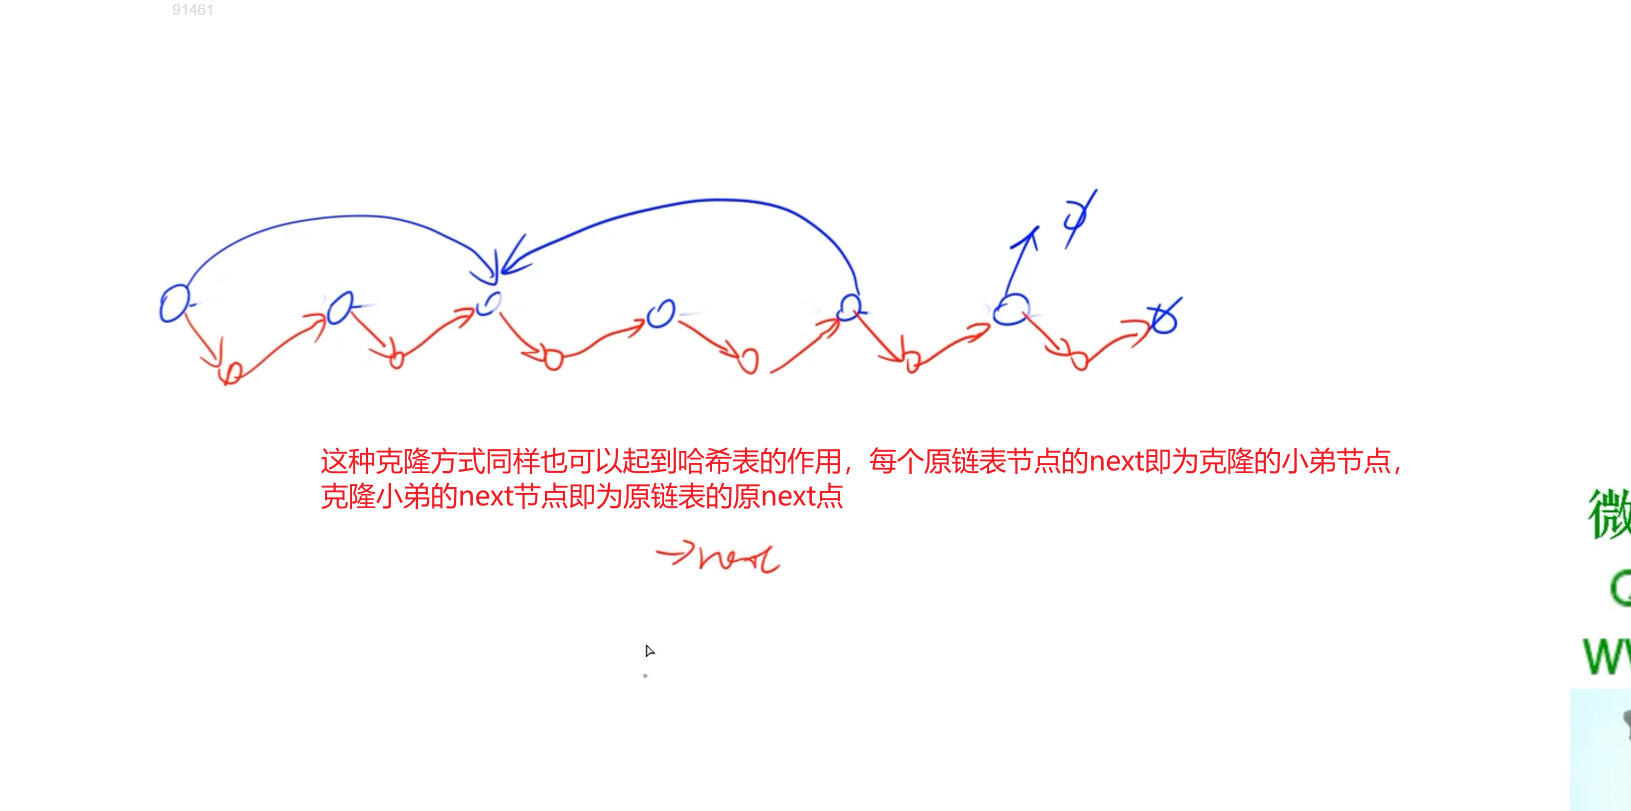 91461
这种克隆方式同样也可以起到哈希表的作用，每个原链表节点的next即为克隆的小弟节点，
克隆小弟的next节点即为原链表的原next点
→next
微
Q